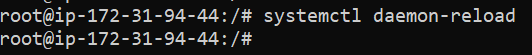 root@ip-172-31-94-44:/# systemctl daemon-reload
root@ip-172-31-94-44:/#